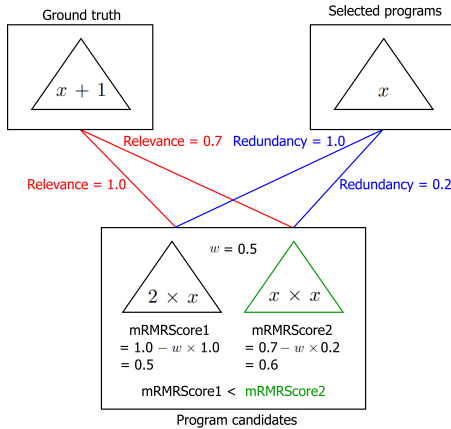 Ground truth
Selected programs
x + 1
x
Relevance = 0.7
Redundancy = 1.0
Relevance = 1.0
Redundancy = 0.2
w = 0.5
2 × x
x × x
mRMRScore1
= 1.0 − w × 1.0
= 0.5
mRMRScore2
= 0.7 − w × 0.2
= 0.6
mRMRScore1 < mRMRScore2
Program candidates